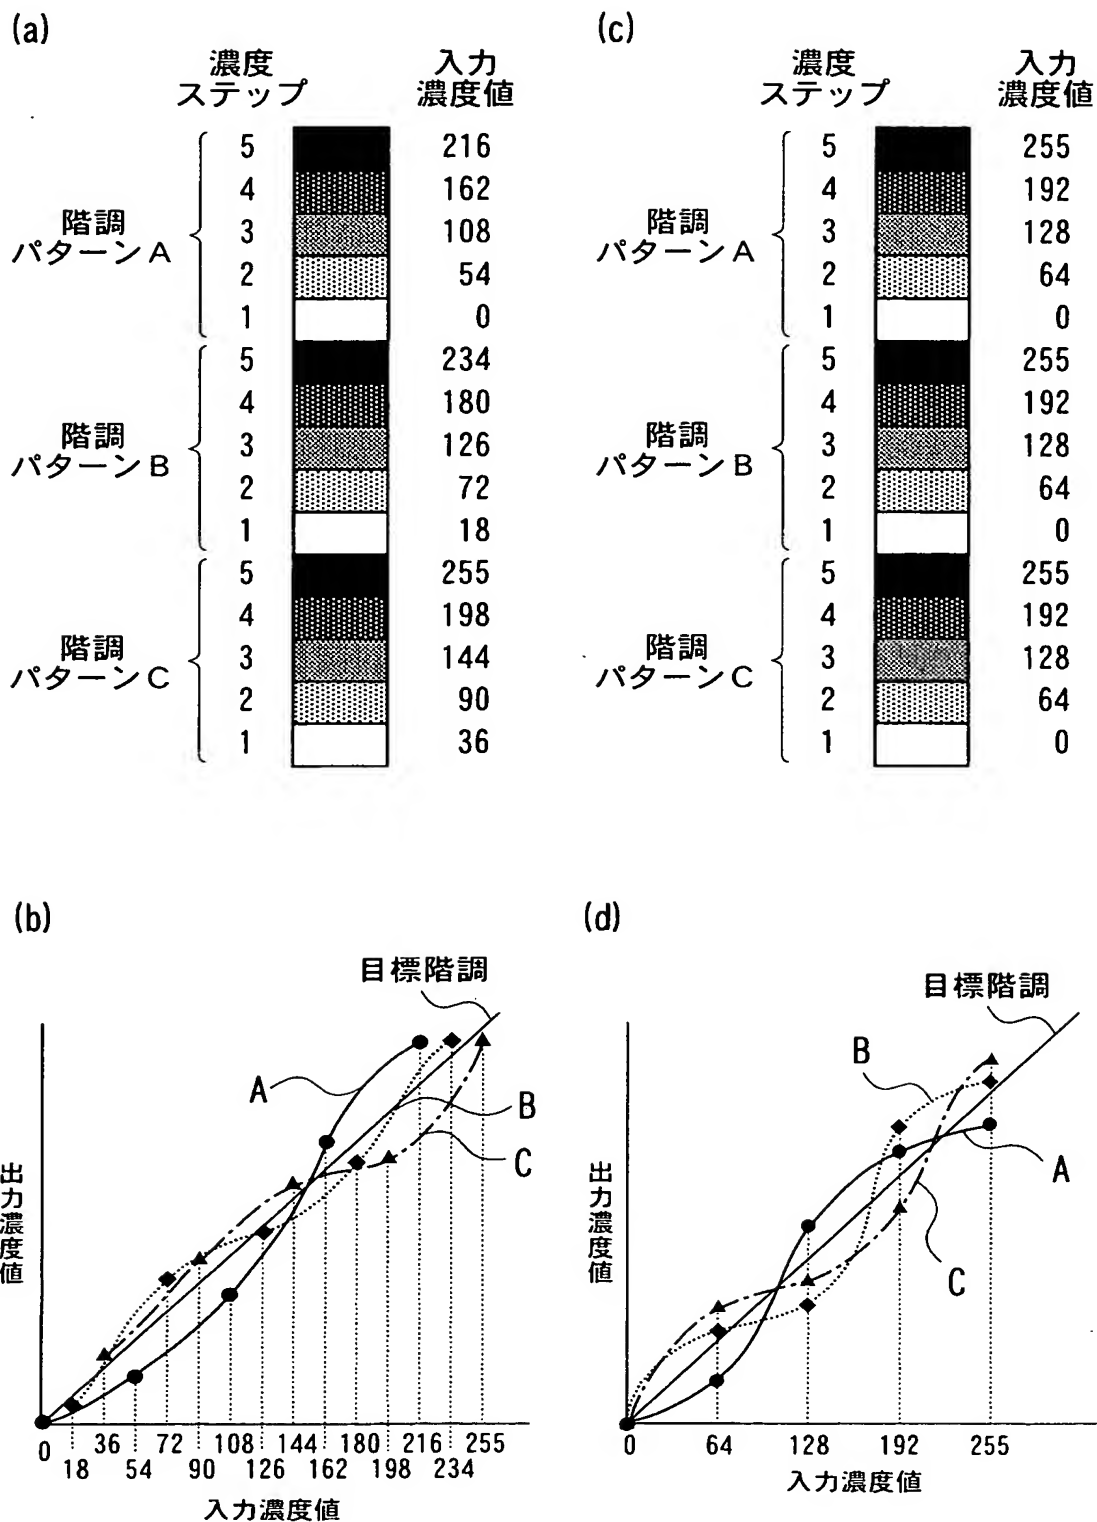 (a)
濃度
ステップ
入力
濃度値
階調
パターンA
5 216
4 162
3 108
2 54
1 0
階調
パターンB
5 234
4 180
3 126
2 72
1 18
階調
パターンC
5 255
4 198
3 144
2 90
1 36
(c)
濃度
ステップ
入力
濃度値
階調
パターンA
5 255
4 192
3 128
2 64
1 0
階調
パターンB
5 255
4 192
3 128
2 64
1 0
階調
パターンC
5 255
4 192
3 128
2 64
1 0
(b)
目標階調
A
B
C
出力濃度値
0 36 72 108 144 180 216 255
18 54 90 126 162 198 234
入力濃度値
(d)
目標階調
B
A
C
出力濃度値
0 64 128 192 255
入力濃度値